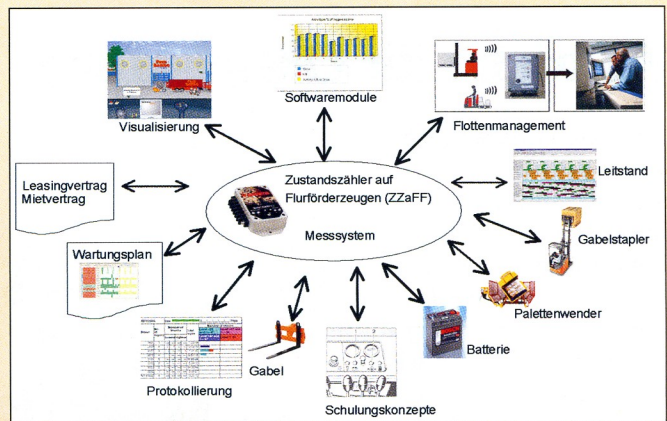 Visualisierung
Softwaremodule
Flottenmanagement
Leasingvertrag
Mietvertrag
Zustandszähler auf
Flurförderzeugen (ZZaFF)
Messsystem
Leitstand
Gabelstapler
Wartungsplan
Palettenwender
Batterie
Gabel
Protokollierung
Schulungskonzepte